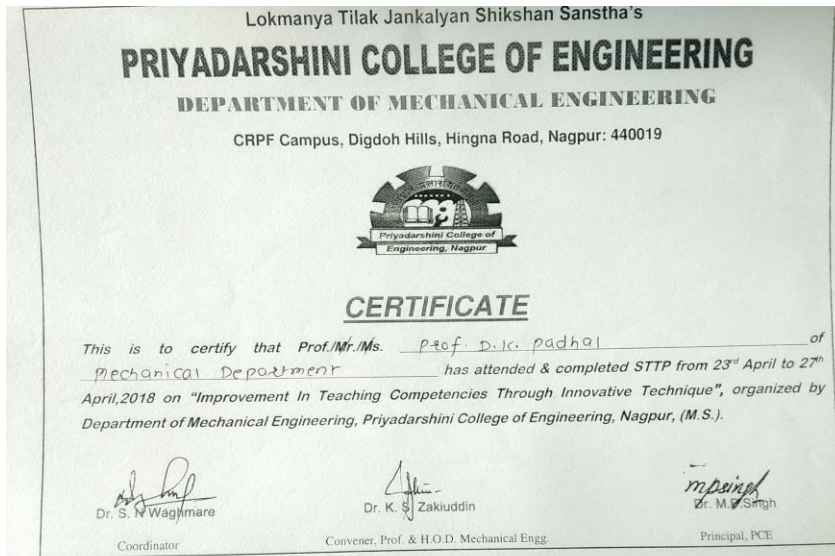 Lokmanya Tilak Jankalyan Shikshan Sanstha's
PRIYADARSHINI COLLEGE OF ENGINEERING
DEPARTMENT OF MECHANICAL ENGINEERING
CRPF Campus, Digdoh Hills, Hingna Road, Nagpur: 440019
Priyadarshini College of
Engineering, Nagpur
CERTIFICATE
This is to certify that Prof./Mr./Ms. Prof. D.K. Padhal of
Mechanical Department has attended & completed STTP from 23rd April to 27th
April,2018 on "Improvement In Teaching Competencies Through Innovative Technique", organized by
Department of Mechanical Engineering, Priyadarshini College of Engineering, Nagpur, (M.S.).
mpsingh
Dr. S. N Waghmare Dr. K. S. Zakiuddin Dr. M.P.Singh
Coordinator Convener, Prof. & H.O.D. Mechanical Engg. Principal, PCE